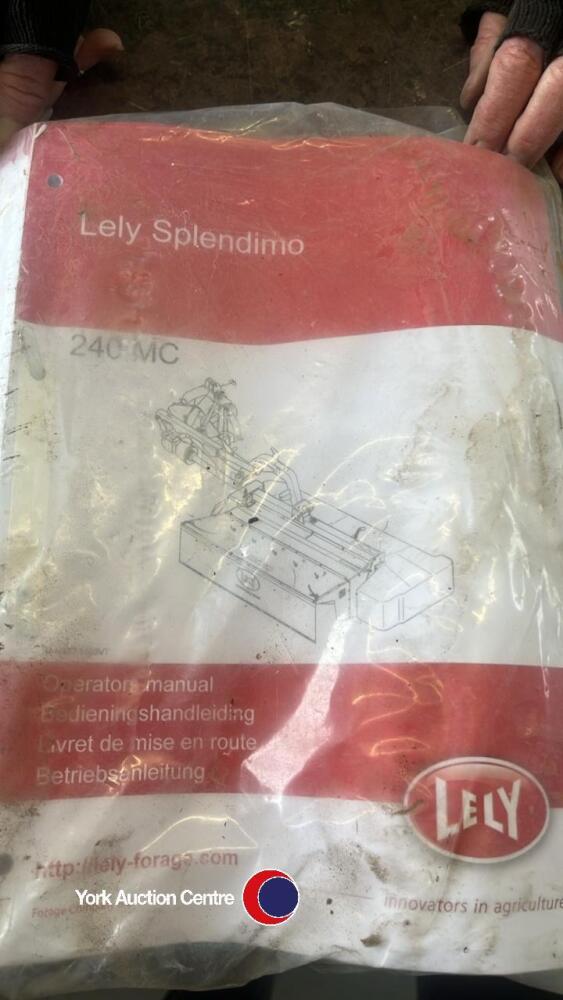 Lely Splendimo
240 MC
Operators manual
Bedieningshandleiding
Livret de mise en route
Betriebsanleitung
LELY
http://lely-forage.com
York Auction Centre
Forage
innovators in agriculture